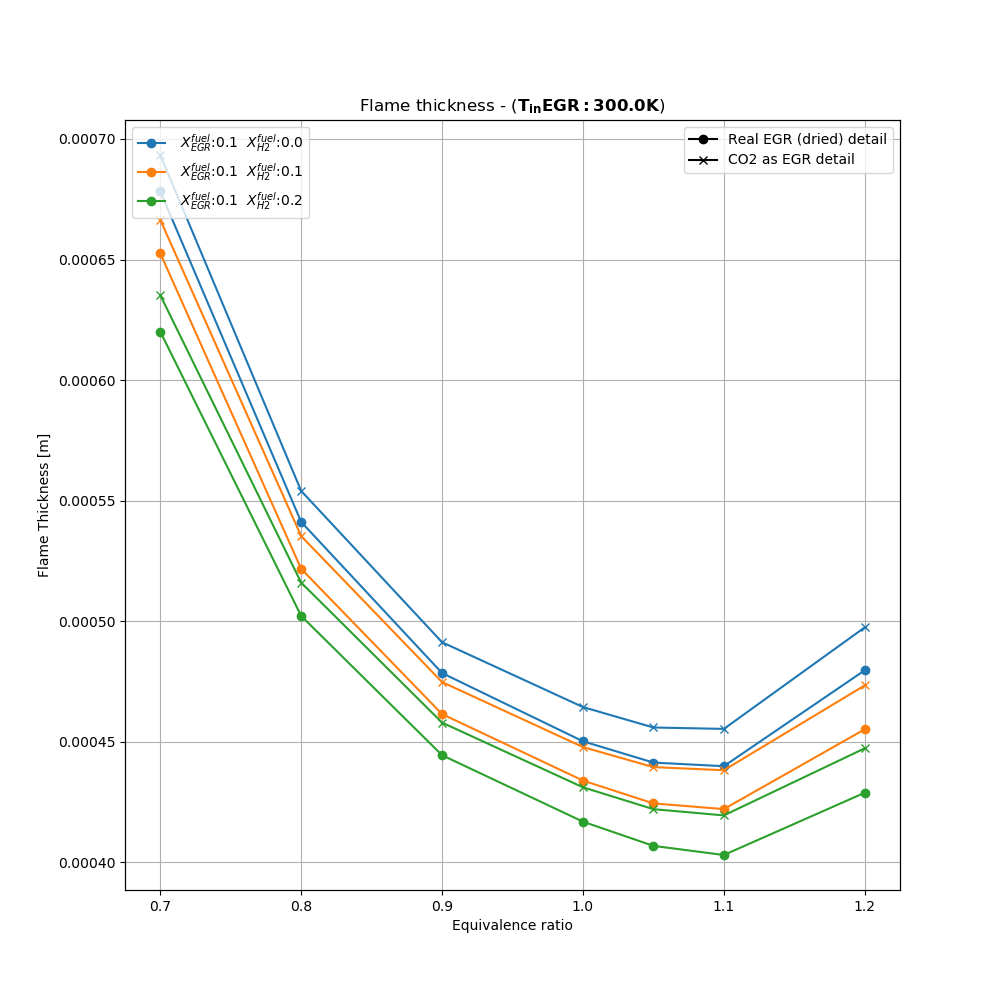 Flame thickness - (T_in EGR : 300.0K)
X_EGR^fuel:0.1 X_H2^fuel:0.0
X_EGR^fuel:0.1 X_H2^fuel:0.1
X_EGR^fuel:0.1 X_H2^fuel:0.2
Real EGR (dried) detail
CO2 as EGR detail
0.00070
0.00065
0.00060
0.00055
0.00050
0.00045
0.00040
Flame Thickness [m]
0.7 0.8 0.9 1.0 1.1 1.2
Equivalence ratio